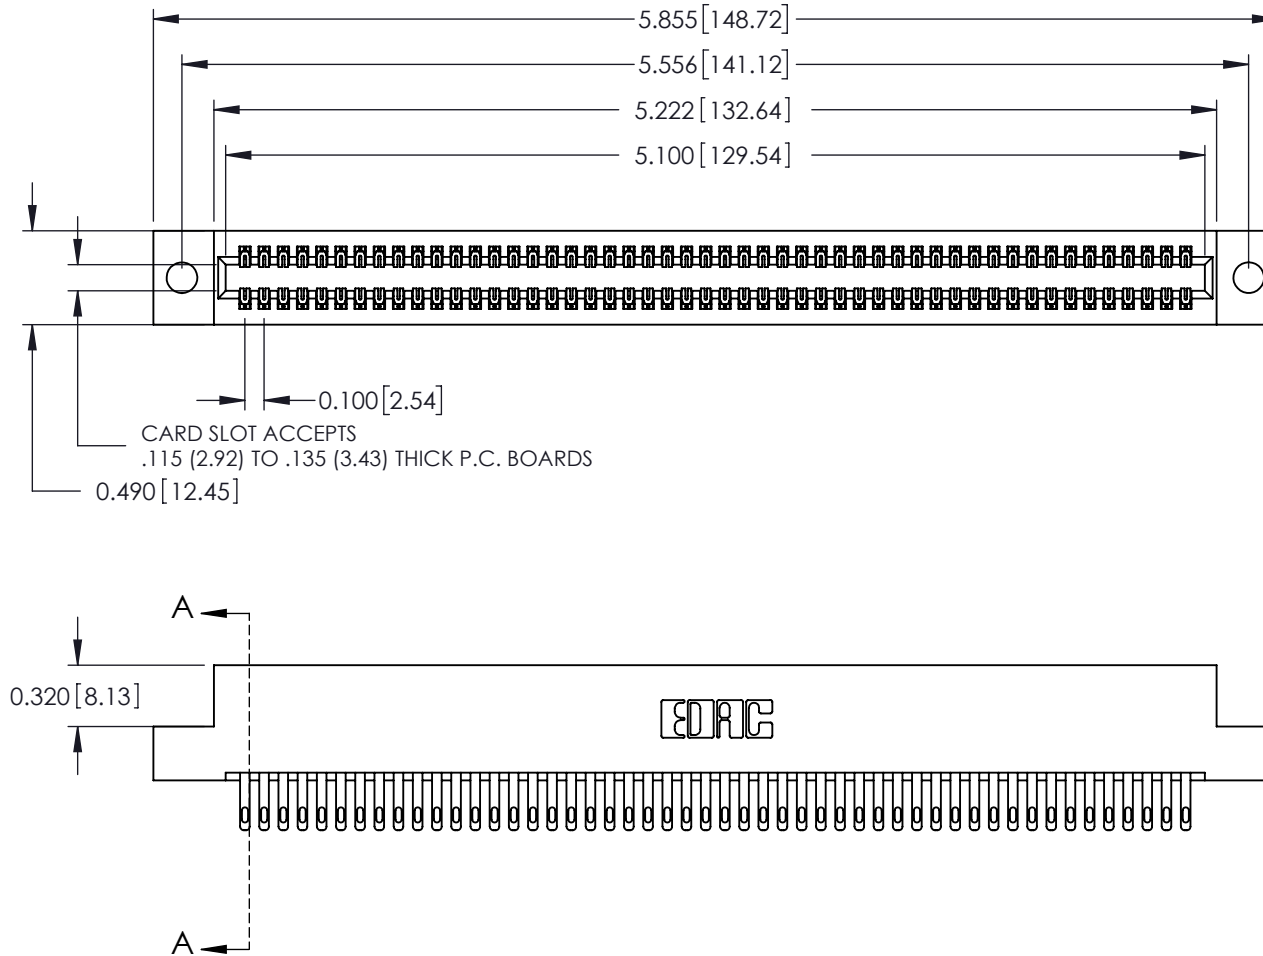 5.855[148.72]
5.556[141.12]
5.222[132.64]
5.100[129.54]
0.100[2.54]
CARD SLOT ACCEPTS
.115 (2.92) TO .135 (3.43) THICK P.C. BOARDS
0.490[12.45]
A
0.320[8.13]
EDAC
A